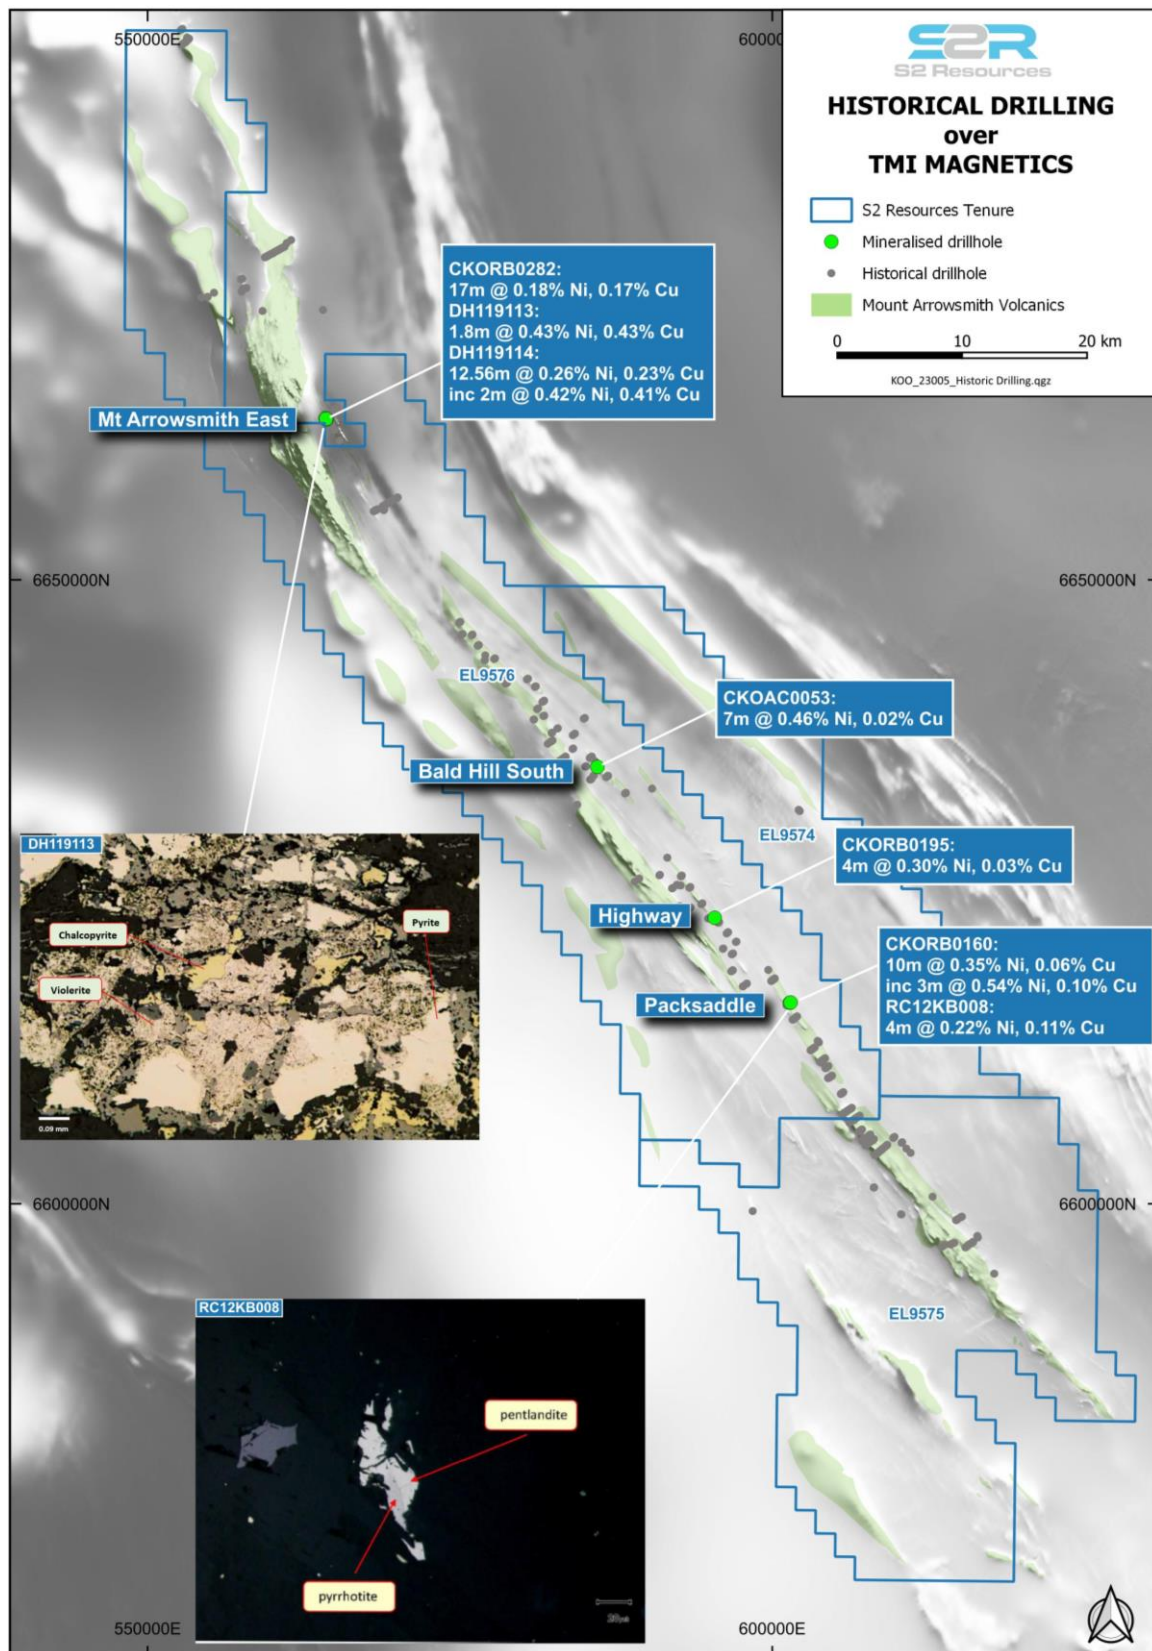 550000E
60000
S2R
S2 Resources
HISTORICAL DRILLING
over
TMI MAGNETICS
S2 Resources Tenure
Mineralised drillhole
Historical drillhole
Mount Arrowsmith Volcanics
0 10 20 km
KOO_23005_Historic Drilling.qgz
CKORB0282:
17m @ 0.18% Ni, 0.17% Cu
DH119113:
1.8m @ 0.43% Ni, 0.43% Cu
DH119114:
12.56m @ 0.26% Ni, 0.23% Cu
inc 2m @ 0.42% Ni, 0.41% Cu
Mt Arrowsmith East
6650000N
6650000N
EL9576
CKOAC0053:
7m @ 0.46% Ni, 0.02% Cu
Bald Hill South
EL9574
CKORB0195:
4m @ 0.30% Ni, 0.03% Cu
Highway
CKORB0160:
10m @ 0.35% Ni, 0.06% Cu
inc 3m @ 0.54% Ni, 0.10% Cu
RC12KB008:
4m @ 0.22% Ni, 0.11% Cu
Packsaddle
DH119113
Chalcopyrite
Pyrite
Violerite
0.09 mm
6600000N
6600000N
RC12KB008
EL9575
pentlandite
pyrrhotite
550000E
600000E